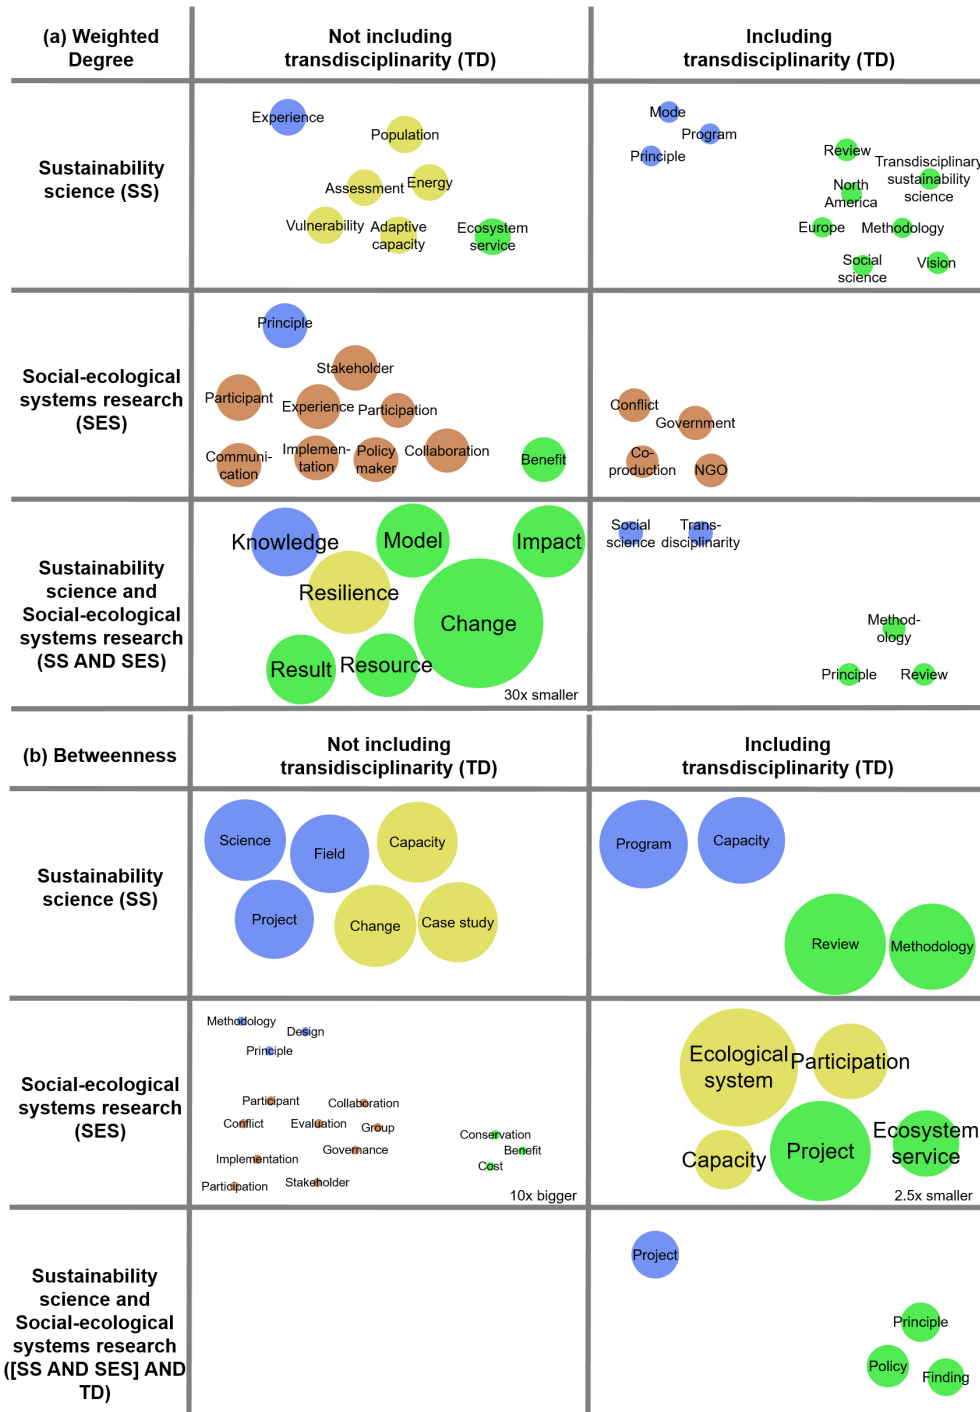 (a) Weighted
Degree
Not including
transdisciplinarity (TD)
Including
transdisciplinarity (TD)
Sustainability
science (SS)
Experience
Population
Assessment
Energy
Vulnerability
Adaptive
capacity
Ecosystem
service
Mode
Program
Principle
Review
Transdisciplinary
sustainability
science
North
America
Europe
Methodology
Social
science
Vision
Social-ecological
systems research
(SES)
Principle
Stakeholder
Participant
Experience
Participation
Communi-
cation
Implemen-
tation
Policy
maker
Collaboration
Benefit
Conflict
Government
Co-
production
NGO
Sustainability
science and
Social-ecological
systems research
(SS AND SES)
Knowledge
Model
Impact
Resilience
Change
Result
Resource
30x smaller
Social
science
Trans-
disciplinarity
Method-
ology
Principle
Review
(b) Betweenness
Not including
transidisciplinarity (TD)
Including
transdisciplinarity (TD)
Sustainability
science (SS)
Science
Field
Capacity
Project
Change
Case study
Program
Capacity
Review
Methodology
Social-ecological
systems research
(SES)
Methodology
Design
Principle
Participant
Collaboration
Conflict
Evaluation
Group
Implementation
Governance
Participation
Stakeholder
Conservation
Benefit
Cost
10x bigger
Ecological
system
Participation
Capacity
Project
Ecosystem
service
2.5x smaller
Sustainability
science and
Social-ecological
systems research
([SS AND SES] AND
TD)
Project
Principle
Policy
Finding